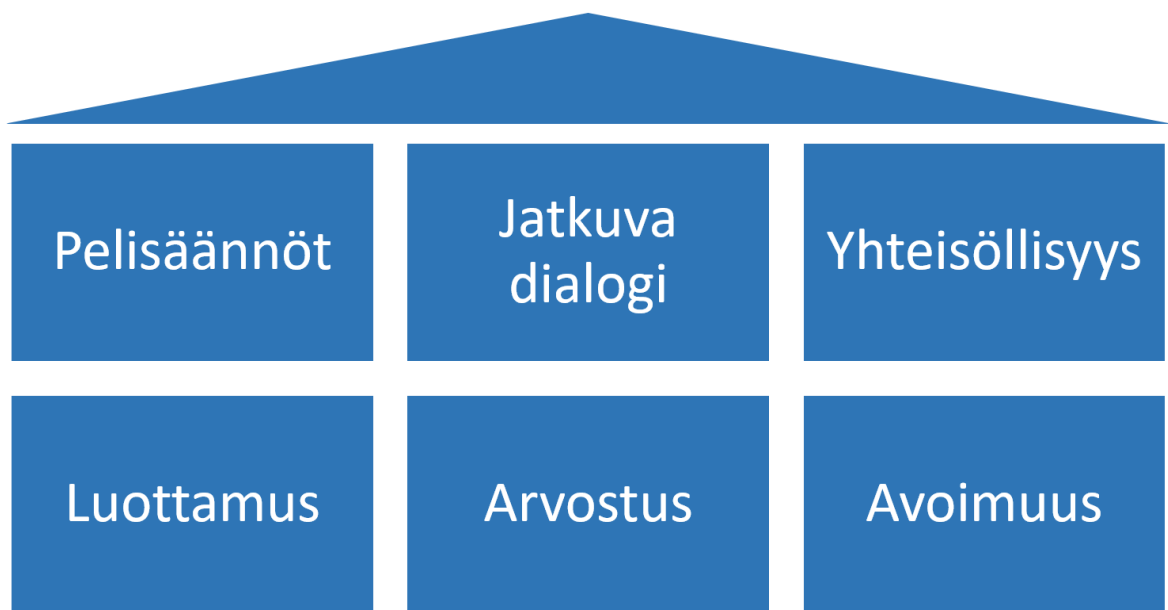 Pelisäännöt
Jatkuva
dialogi
Yhteisöllisyys
Luottamus
Arvostus
Avoimuus